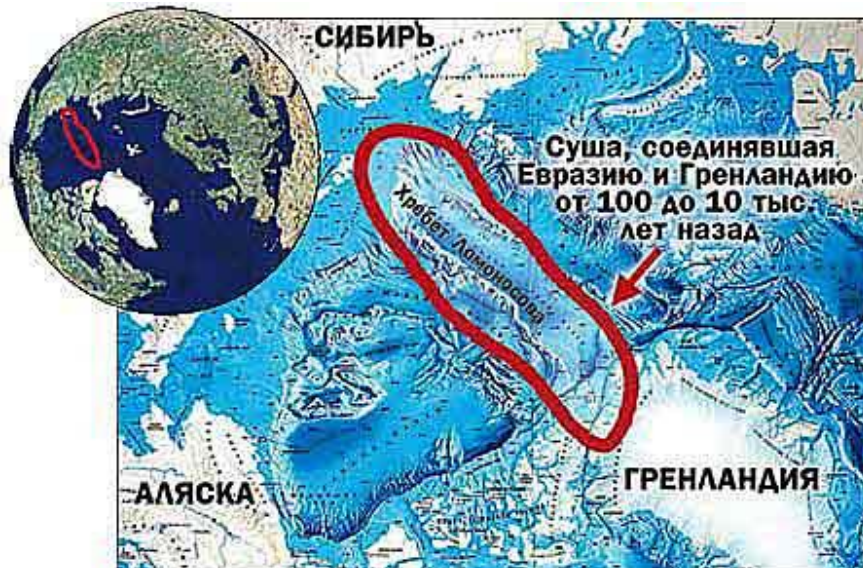 СИБИРЬ
Суша, соединявшая
Евразию и Гренландию
от 100 до 10 тыс.
лет назад
Хребет Ломоносова
АЛЯСКА
ГРЕНЛАНДИЯ